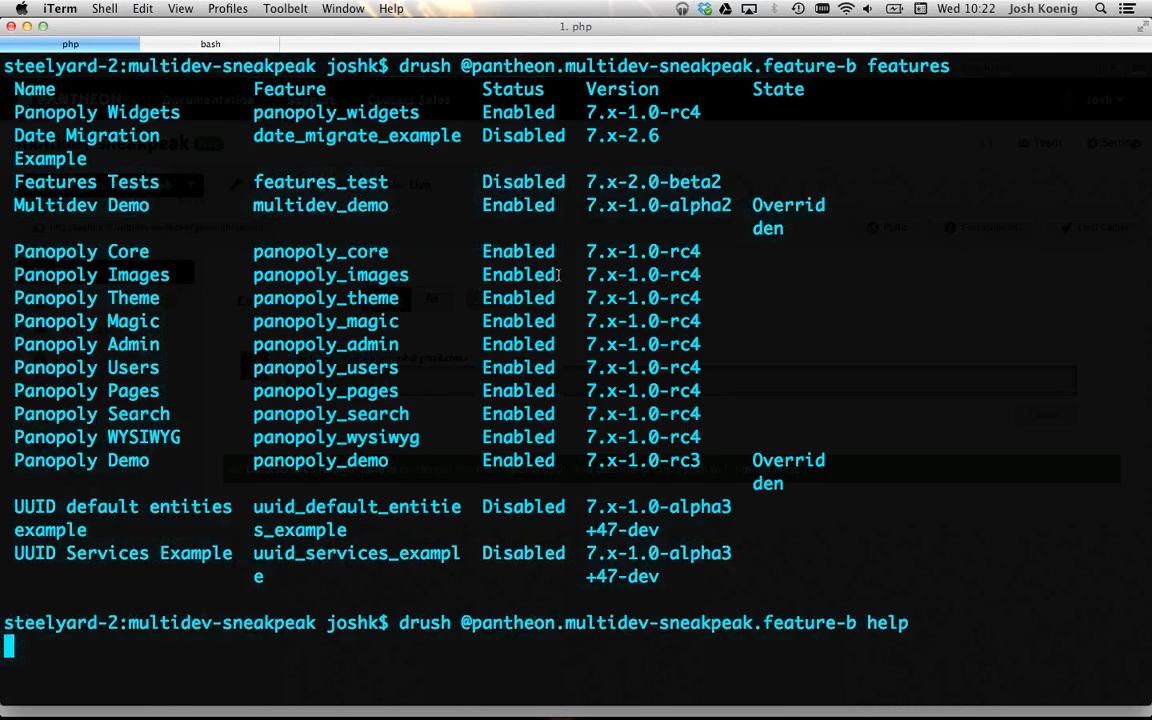 iTerm Shell Edit View Profiles Toolbelt Window Help Wed 10:22 Josh Koenig
1. php
php bash
steelyard-2:multidev-sneakpeak joshk$ drush @pantheon.multidev-sneakpeak.feature-b features
Name Feature Status Version State
Panopoly Widgets panopoly_widgets Enabled 7.x-1.0-rc4
Date Migration date_migrate_example Disabled 7.x-2.6
Example
Features Tests features_test Disabled 7.x-2.0-beta2
Multidev Demo multidev_demo Enabled 7.x-1.0-alpha2 Overrid
den
Panopoly Core panopoly_core Enabled 7.x-1.0-rc4
Panopoly Images panopoly_images Enabled 7.x-1.0-rc4
Panopoly Theme panopoly_theme Enabled 7.x-1.0-rc4
Panopoly Magic panopoly_magic Enabled 7.x-1.0-rc4
Panopoly Admin panopoly_admin Enabled 7.x-1.0-rc4
Panopoly Users panopoly_users Enabled 7.x-1.0-rc4
Panopoly Pages panopoly_pages Enabled 7.x-1.0-rc4
Panopoly Search panopoly_search Enabled 7.x-1.0-rc4
Panopoly WYSIWYG panopoly_wysiwyg Enabled 7.x-1.0-rc4
Panopoly Demo panopoly_demo Enabled 7.x-1.0-rc3 Overrid
den
UUID default entities uuid_default_entitie Disabled 7.x-1.0-alpha3
example s_example +47-dev
UUID Services Example uuid_services_exampl Disabled 7.x-1.0-alpha3
e +47-dev
steelyard-2:multidev-sneakpeak joshk$ drush @pantheon.multidev-sneakpeak.feature-b help